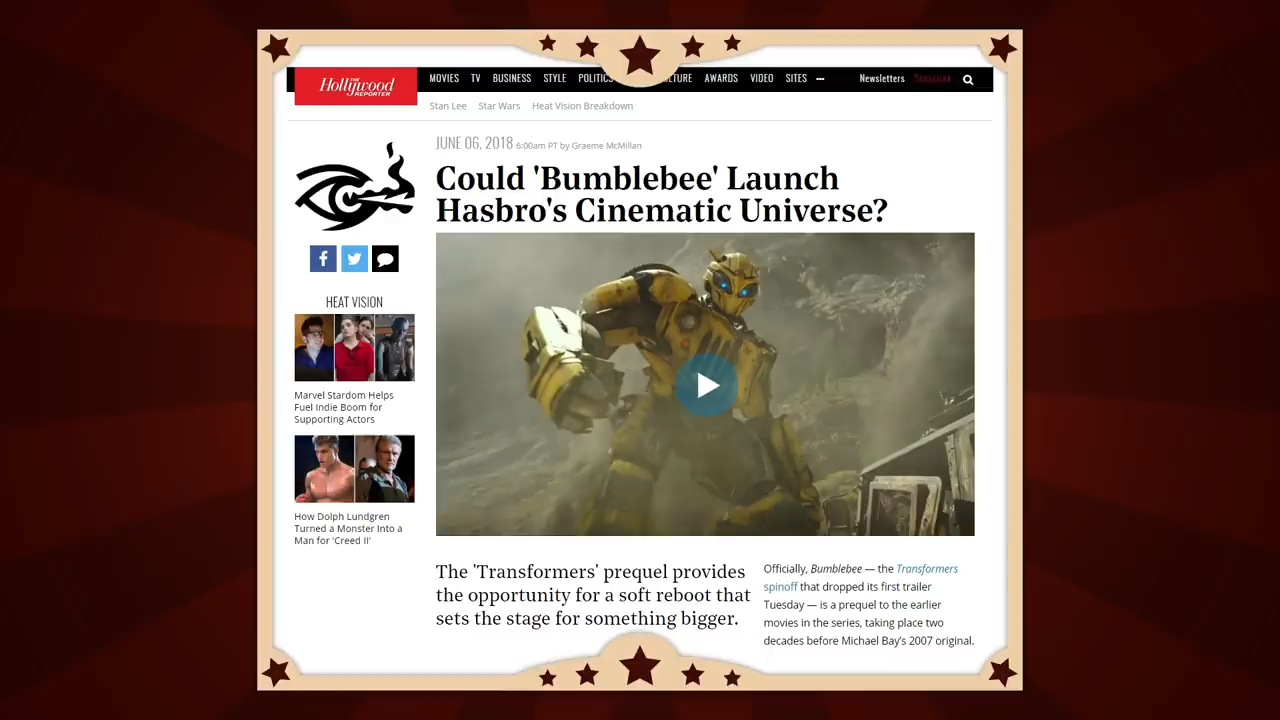 THE
Hollywood
REPORTER
MOVIES TV BUSINESS STYLE POLITICS AWARDS VIDEO SITES ••• Newsletters
Stan Lee Star Wars Heat Vision Breakdown
JUNE 06, 2018 6:00am PT by Graeme McMillan
Could 'Bumblebee' Launch
Hasbro's Cinematic Universe?
HEAT VISION
Marvel Stardom Helps
Fuel Indie Boom for
Supporting Actors
How Dolph Lundgren
Turned a Monster Into a
Man for 'Creed II'
The 'Transformers' prequel provides
the opportunity for a soft reboot that
sets the stage for something bigger.
Officially, Bumblebee — the Transformers
spinoff that dropped its first trailer
Tuesday — is a prequel to the earlier
movies in the series, taking place two
decades before Michael Bay's 2007 original.